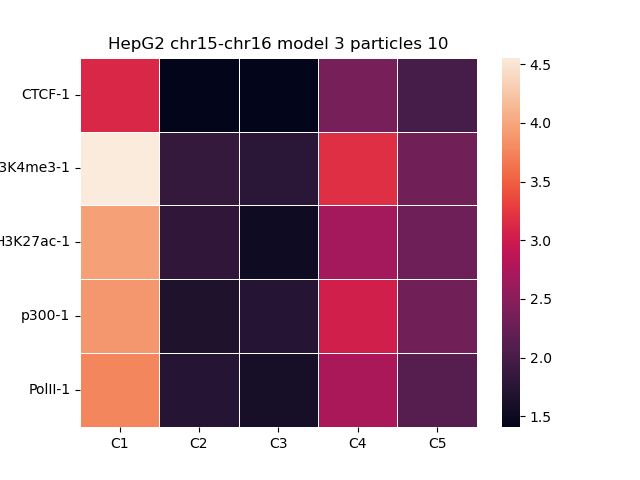 HepG2 chr15-chr16 model 3 particles 10
CTCF-1
3K4me3-1
H3K27ac-1
p300-1
PolII-1
C1 C2 C3 C4 C5
4.5
4.0
3.5
3.0
2.5
2.0
1.5